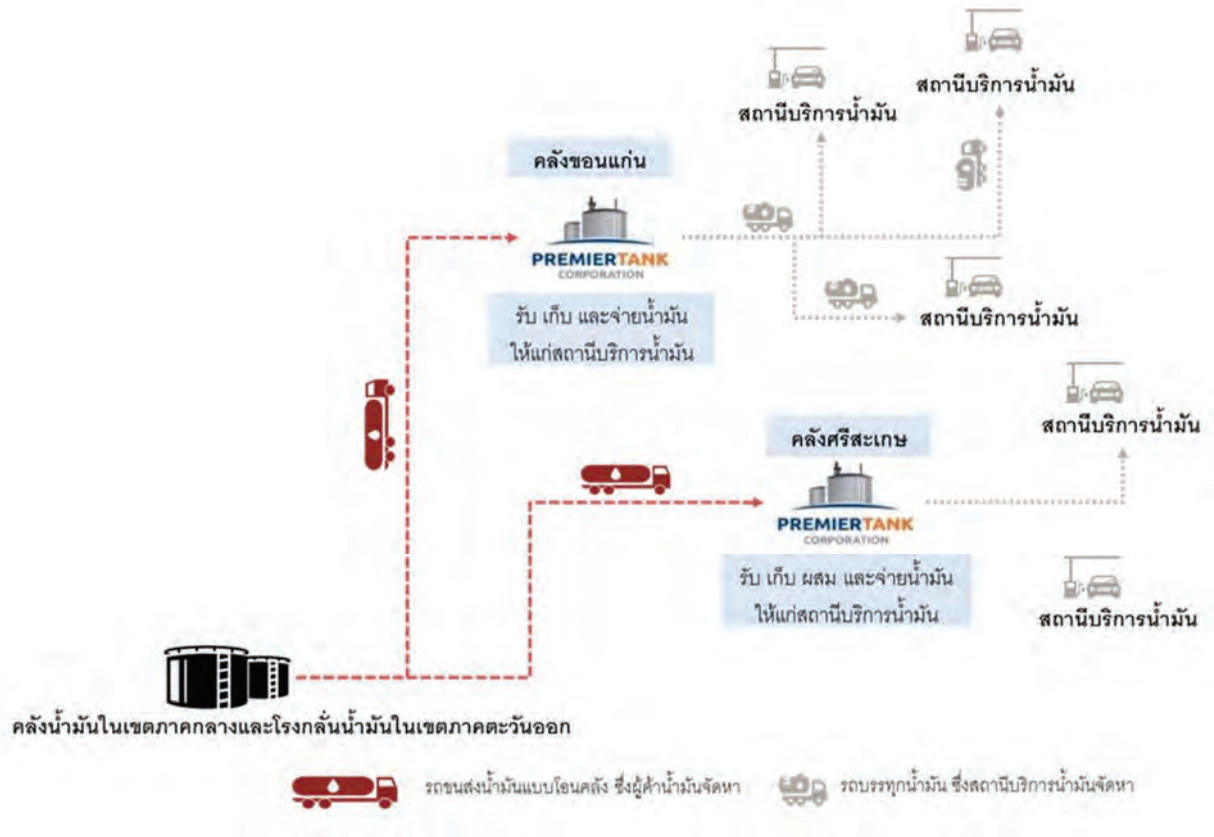 สถานีบริการน้ำมัน
สถานีบริการน้ำมัน
คลังขอนแก่น
PREMIERTANK
CORPORATION
รับ เก็บ และจ่ายน้ำมัน
ให้แก่สถานีบริการน้ำมัน
สถานีบริการน้ำมัน
สถานีบริการน้ำมัน
คลังศรีสะเกษ
PREMIERTANK
CORPORATION
รับ เก็บ ผสม และจ่ายน้ำมัน
ให้แก่สถานีบริการน้ำมัน
สถานีบริการน้ำมัน
คลังน้ำมันในเขตภาคกลางและโรงกลั่นน้ำมันในเขตภาคตะวันออก
รถขนส่งน้ำมันแบบโอนคลัง ซึ่งผู้ค้าน้ำมันจัดหา
รถบรรทุกน้ำมัน ซึ่งสถานีบริการน้ำมันจัดหา